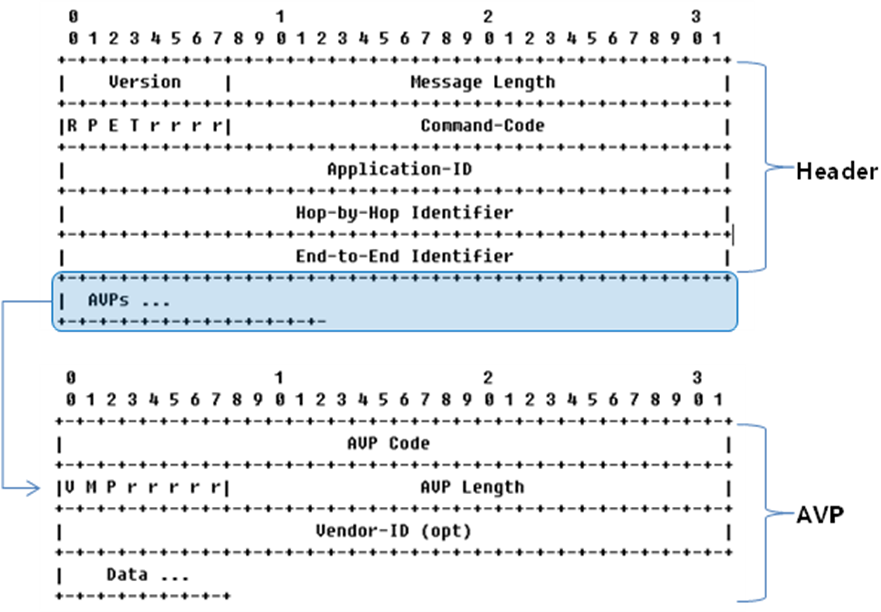 0                   1                   2                   3
0 1 2 3 4 5 6 7 8 9 0 1 2 3 4 5 6 7 8 9 0 1 2 3 4 5 6 7 8 9 0 1
+-+-+-+-+-+-+-+-+-+-+-+-+-+-+-+-+-+-+-+-+-+-+-+-+-+-+-+-+-+-+-+-+
|    Version    |                 Message Length                |
+-+-+-+-+-+-+-+-+-+-+-+-+-+-+-+-+-+-+-+-+-+-+-+-+-+-+-+-+-+-+-+-+
|R P E T r r r r|                  Command-Code                 |
+-+-+-+-+-+-+-+-+-+-+-+-+-+-+-+-+-+-+-+-+-+-+-+-+-+-+-+-+-+-+-+-+
|                         Application-ID                        |
Header
+-+-+-+-+-+-+-+-+-+-+-+-+-+-+-+-+-+-+-+-+-+-+-+-+-+-+-+-+-+-+-+-+
|                      Hop-by-Hop Identifier                    |
+-+-+-+-+-+-+-+-+-+-+-+-+-+-+-+-+-+-+-+-+-+-+-+-+-+-+-+-+-+-+-+-+
|                      End-to-End Identifier                    |
+-+-+-+-+-+-+-+-+-+-+-+-+-+-+-+-+-+-+-+-+-+-+-+-+-+-+-+-+-+-+-+-+
|  AVPs ...
+-+-+-+-+-+-+-+-+-+-+-+-+-
0                   1                   2                   3
0 1 2 3 4 5 6 7 8 9 0 1 2 3 4 5 6 7 8 9 0 1 2 3 4 5 6 7 8 9 0 1
+-+-+-+-+-+-+-+-+-+-+-+-+-+-+-+-+-+-+-+-+-+-+-+-+-+-+-+-+-+-+-+-+
|                           AVP Code                            |
+-+-+-+-+-+-+-+-+-+-+-+-+-+-+-+-+-+-+-+-+-+-+-+-+-+-+-+-+-+-+-+-+
|V M P r r r r r|                  AVP Length                   |
+-+-+-+-+-+-+-+-+-+-+-+-+-+-+-+-+-+-+-+-+-+-+-+-+-+-+-+-+-+-+-+-+
AVP
|                        Vendor-ID (opt)                        |
+-+-+-+-+-+-+-+-+-+-+-+-+-+-+-+-+-+-+-+-+-+-+-+-+-+-+-+-+-+-+-+-+
|    Data ...
+-+-+-+-+-+-+-+-+